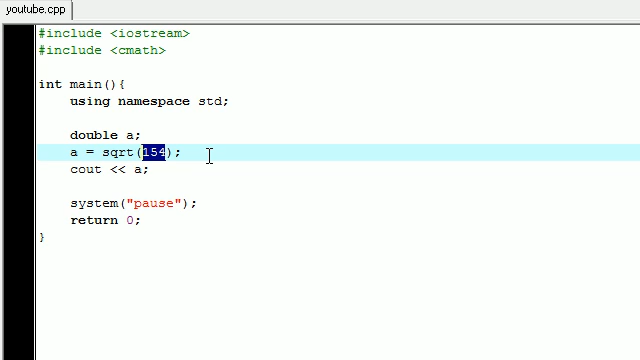 youtube.cpp
#include <iostream>
#include <cmath>
int main(){
using namespace std;
double a;
a = sqrt(154);
cout << a;
system("pause");
return 0;
}